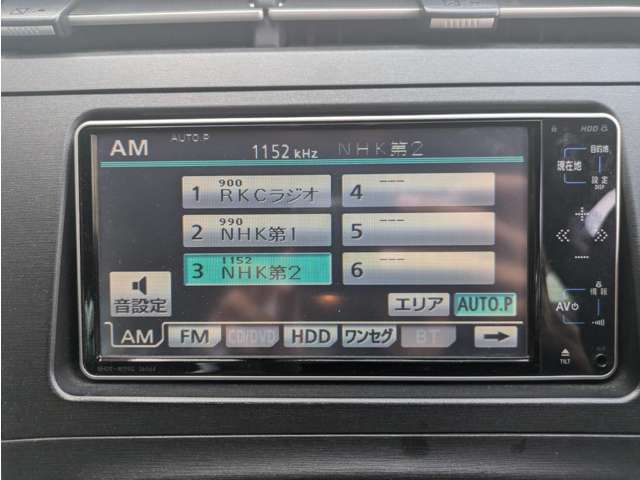 AM
AUTO.P
1152 kHz
NHK第2
HDD
900
1 RKCラジオ
4 ---
990
2 NHK第1
5 ---
1152
3 NHK第2
6 ---
音設定
エリア
AUTO.P
AM
FM
CD/DVD
HDD
ワンセグ
BT
現在地
目的地
設定
DISP
情報
AV
TILT